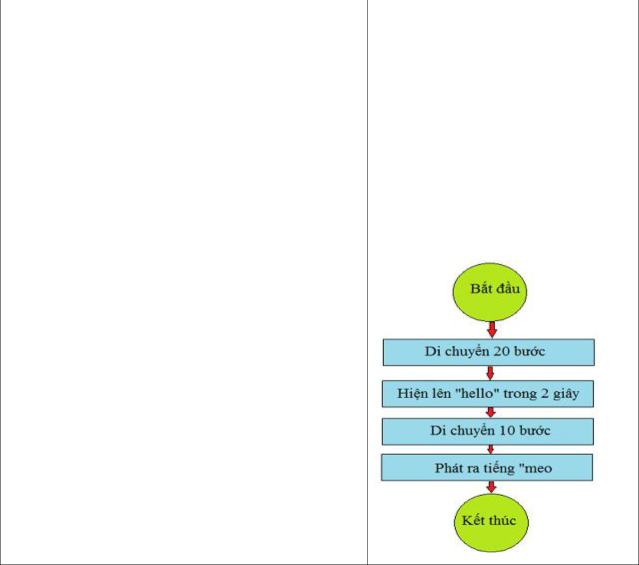 Bắt đầu
Di chuyển 20 bước
Hiện lên "hello" trong 2 giây
Di chuyển 10 bước
Phát ra tiếng "meo
Kết thúc